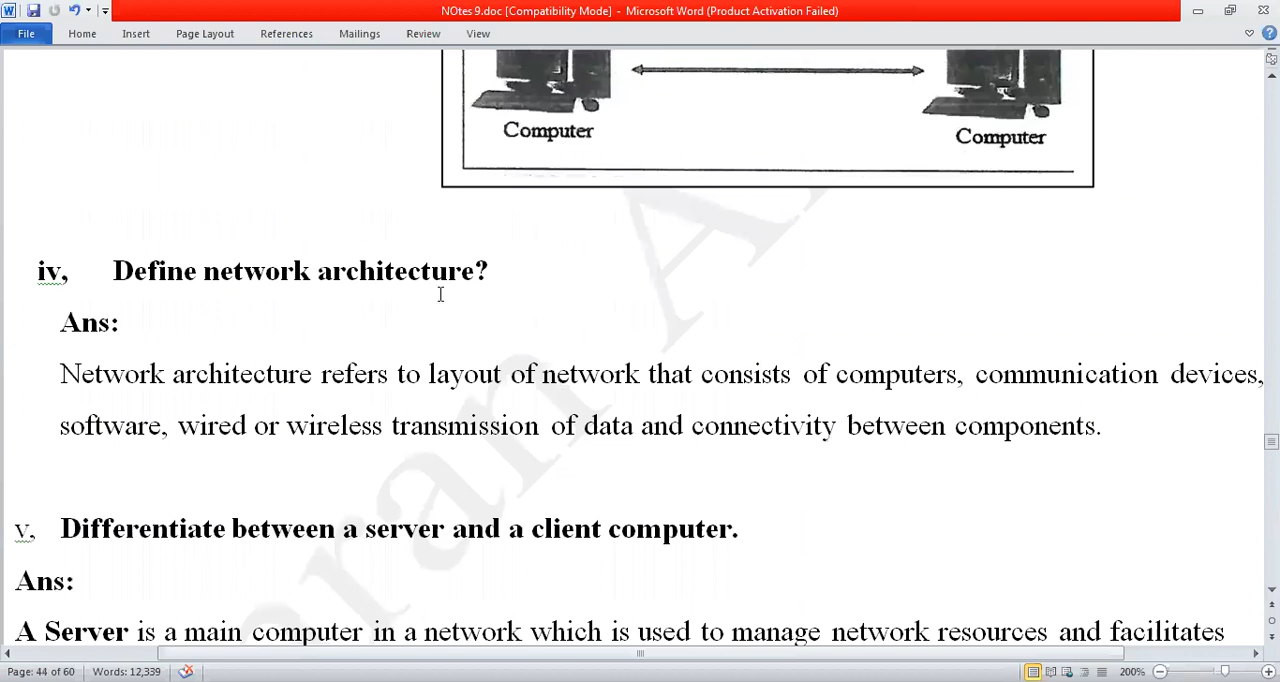 NOtes 9.doc [Compatibility Mode] - Microsoft Word (Product Activation Failed)
File Home Insert Page Layout References Mailings Review View
Computer
Computer
iv, Define network architecture?
Ans:
Network architecture refers to layout of network that consists of computers, communication devices,
software, wired or wireless transmission of data and connectivity between components.
v, Differentiate between a server and a client computer.
Ans:
A Server is a main computer in a network which is used to manage network resources and facilitates
Page: 44 of 60 Words: 12,339 200%